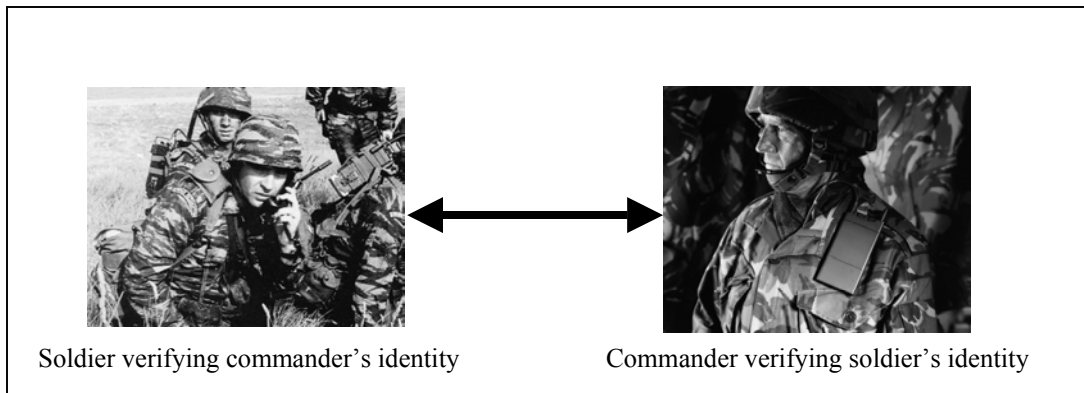 Soldier verifying commander’s identity
Commander verifying soldier’s identity